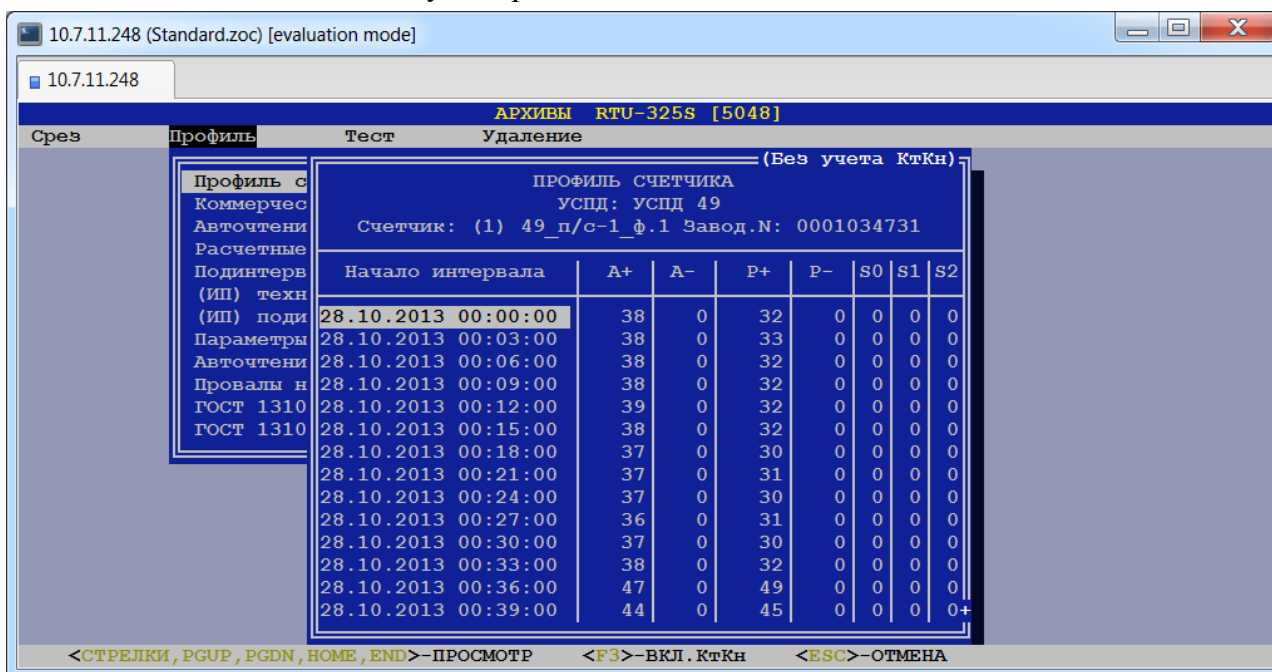 10.7.11.248 (Standard.zoc) [evaluation mode]
10.7.11.248
АРХИВЫ RTU-325S [5048]
Срез Профиль Тест Удаление
(Без учета КтКн)
Профиль с ПРОФИЛЬ СЧЕТЧИКА
Коммерчес УСПД: УСПД 49
Авточтени Счетчик: (1) 49_п/с-1_ф.1 Завод.N: 0001034731
Расчетные
Подинтерв Начало интервала A+ A- P+ P- S0 S1 S2
(ИП) техн
(ИП) поди 28.10.2013 00:00:00 38 0 32 0 0 0 0
Параметры 28.10.2013 00:03:00 38 0 33 0 0 0 0
Авточтени 28.10.2013 00:06:00 38 0 32 0 0 0 0
Провалы н 28.10.2013 00:09:00 38 0 32 0 0 0 0
ГОСТ 1310 28.10.2013 00:12:00 39 0 32 0 0 0 0
ГОСТ 1310 28.10.2013 00:15:00 38 0 32 0 0 0 0
28.10.2013 00:18:00 37 0 30 0 0 0 0
28.10.2013 00:21:00 37 0 31 0 0 0 0
28.10.2013 00:24:00 37 0 30 0 0 0 0
28.10.2013 00:27:00 36 0 31 0 0 0 0
28.10.2013 00:30:00 37 0 30 0 0 0 0
28.10.2013 00:33:00 38 0 32 0 0 0 0
28.10.2013 00:36:00 47 0 49 0 0 0 0
28.10.2013 00:39:00 44 0 45 0 0 0 0+
<СТРЕЛКИ,PGUP,PGDN,HOME,END>-ПРОСМОТР <F3>-ВКЛ.КтКн <ESC>-ОТМЕНА